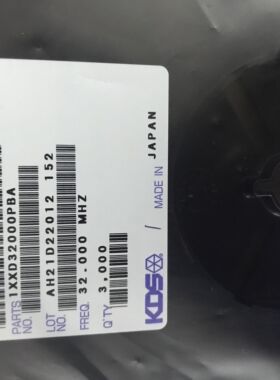 PARTS NO. 1XXD32000PBA
LOT NO. AH21D22012 152
FREQ. 32.000 MHZ
Q'TY 3,000
KDS / MADE IN JAPAN